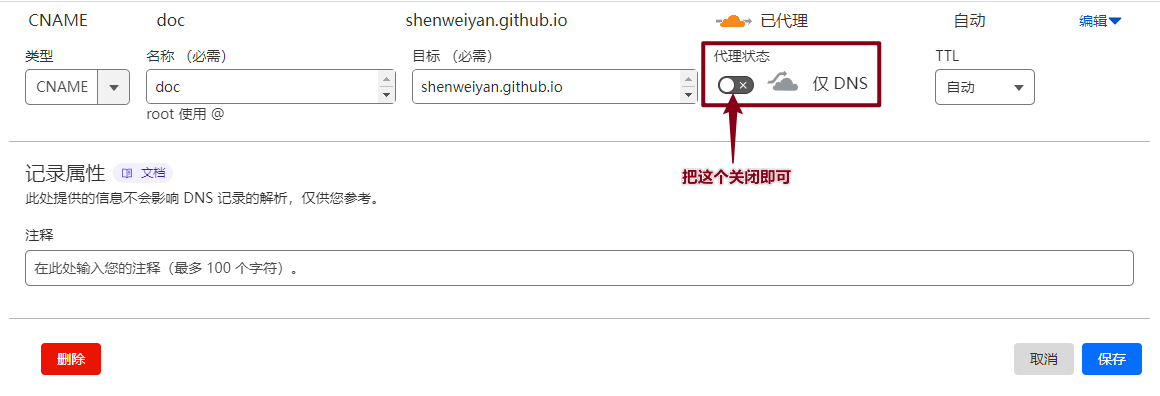 CNAME doc shenweiyan.github.io 已代理 自动 编辑
类型 名称 （必需） 目标 （必需） 代理状态 TTL
CNAME doc shenweiyan.github.io 仅 DNS 自动
root 使用 @
把这个关闭即可
记录属性 文档
此处提供的信息不会影响 DNS 记录的解析，仅供您参考。
注释
在此处输入您的注释（最多 100 个字符）。
删除 取消 保存